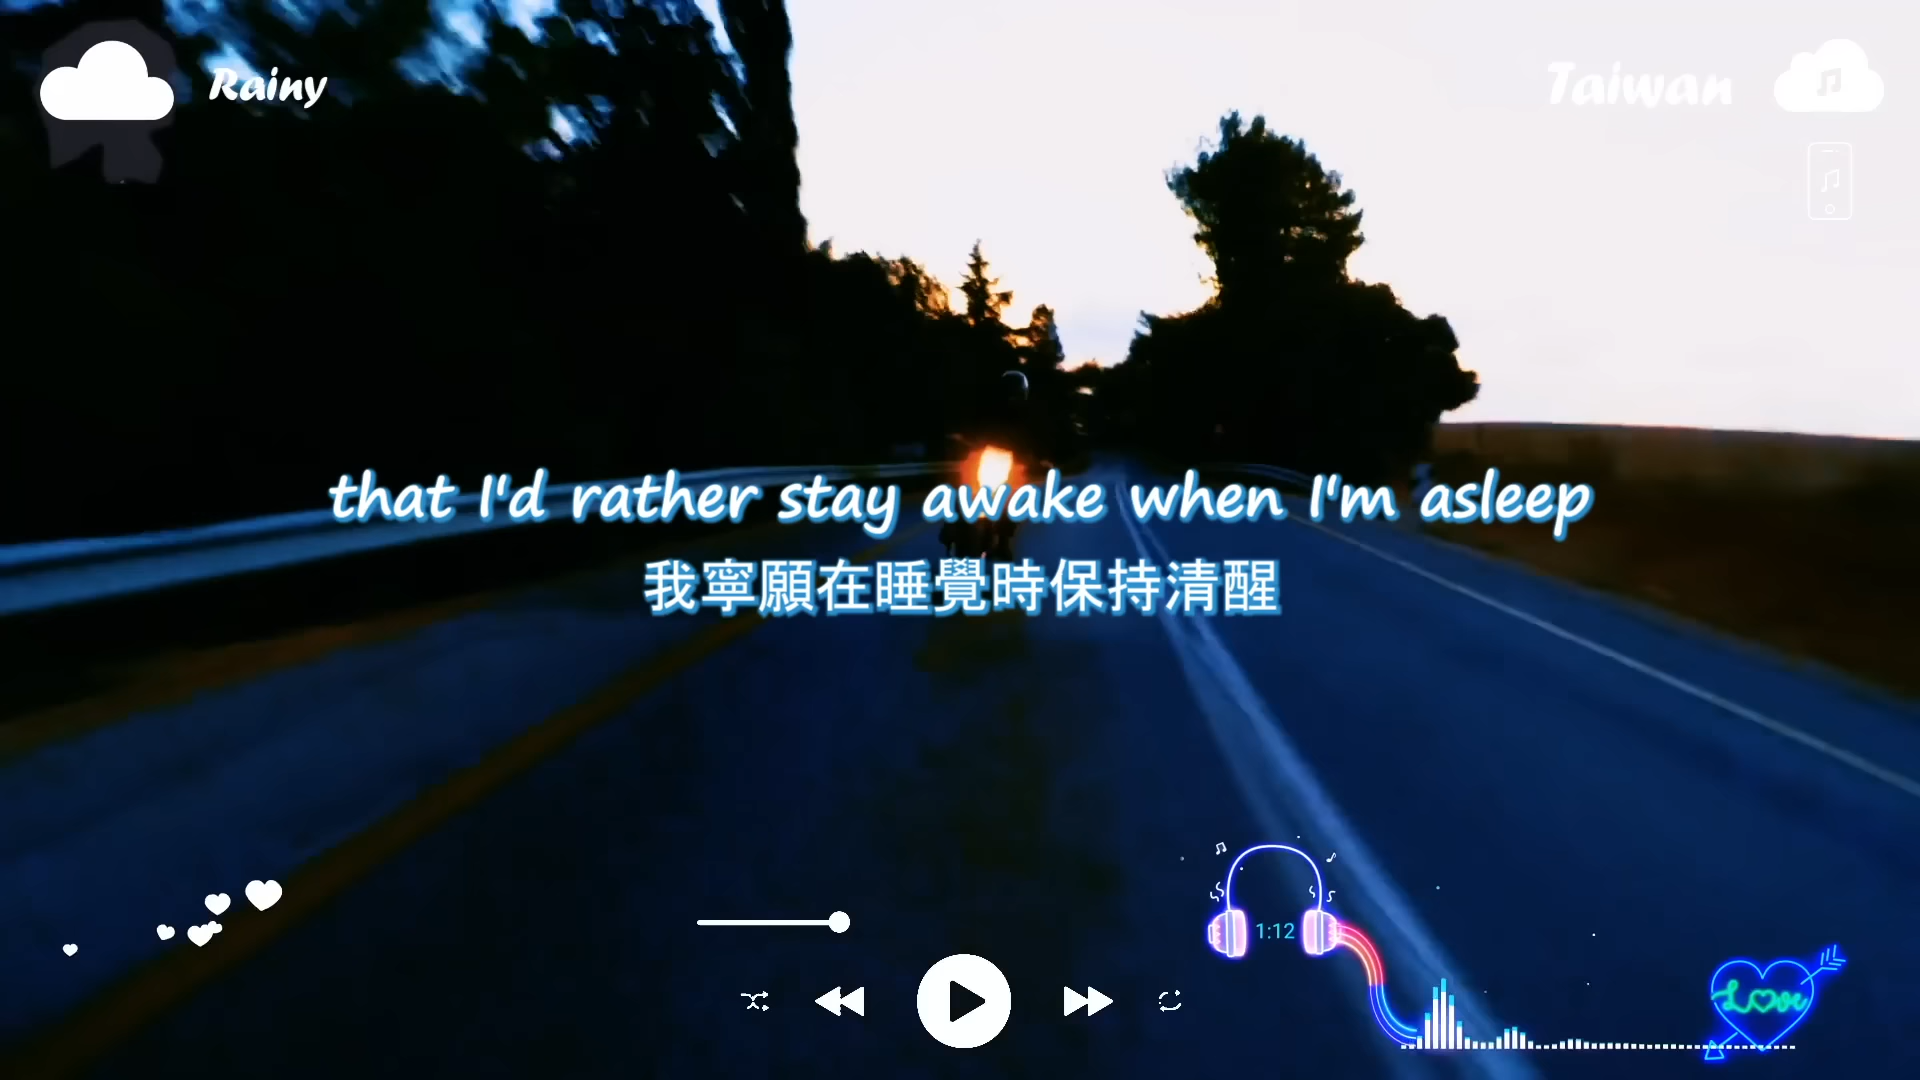 Rainy
Taiwan
that I'd rather stay awake when I'm asleep
我寧願在睡覺時保持清醒
1:12
Love